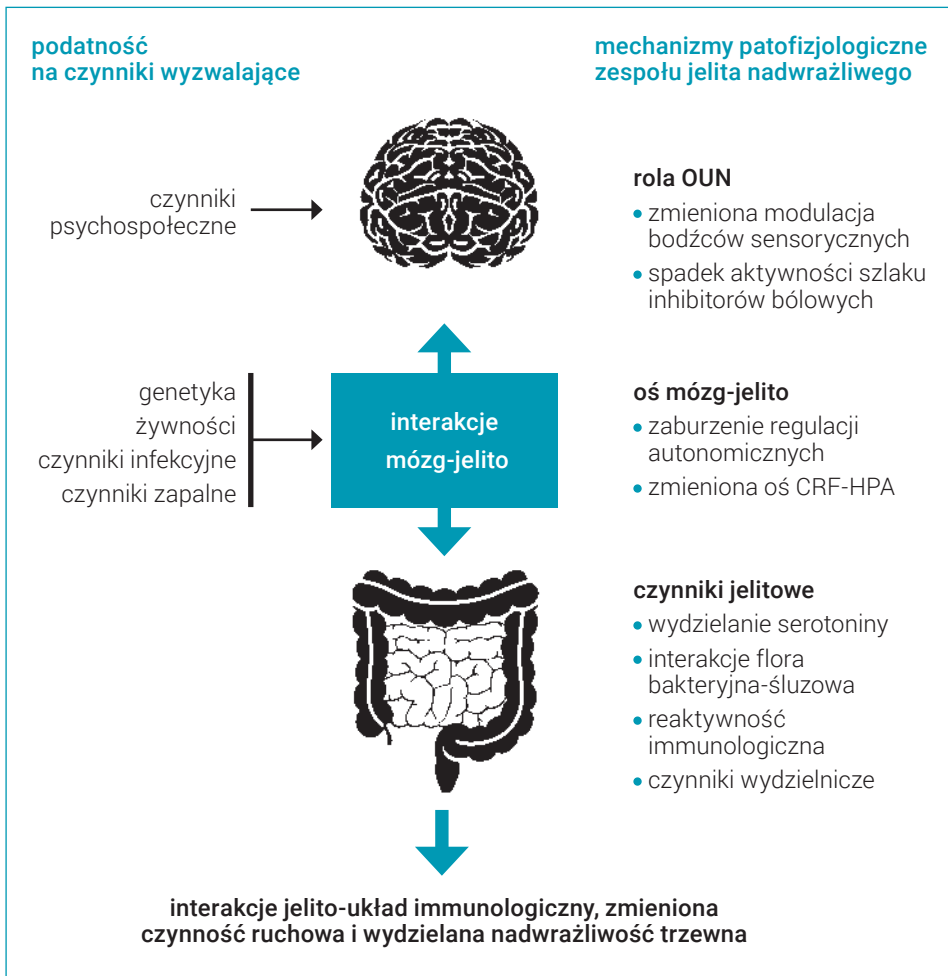 podatność
na czynniki wyzwalające
mechanizmy patofizjologiczne
zespołu jelita nadwrażliwego
czynniki
psychospołeczne
rola OUN
• zmieniona modulacja
bodźców sensorycznych
• spadek aktywności szlaku
inhibitorów bólowych
genetyka
żywności
czynniki infekcyjne
czynniki zapalne
interakcje
mózg-jelito
oś mózg-jelito
• zaburzenie regulacji
autonomicznych
• zmieniona oś CRF-HPA
czynniki jelitowe
• wydzielanie serotoniny
• interakcje flora
bakteryjna-śluzowa
• reaktywność
immunologiczna
• czynniki wydzielnicze
interakcje jelito-układ immunologiczny, zmieniona
czynność ruchowa i wydzielana nadwrażliwość trzewna